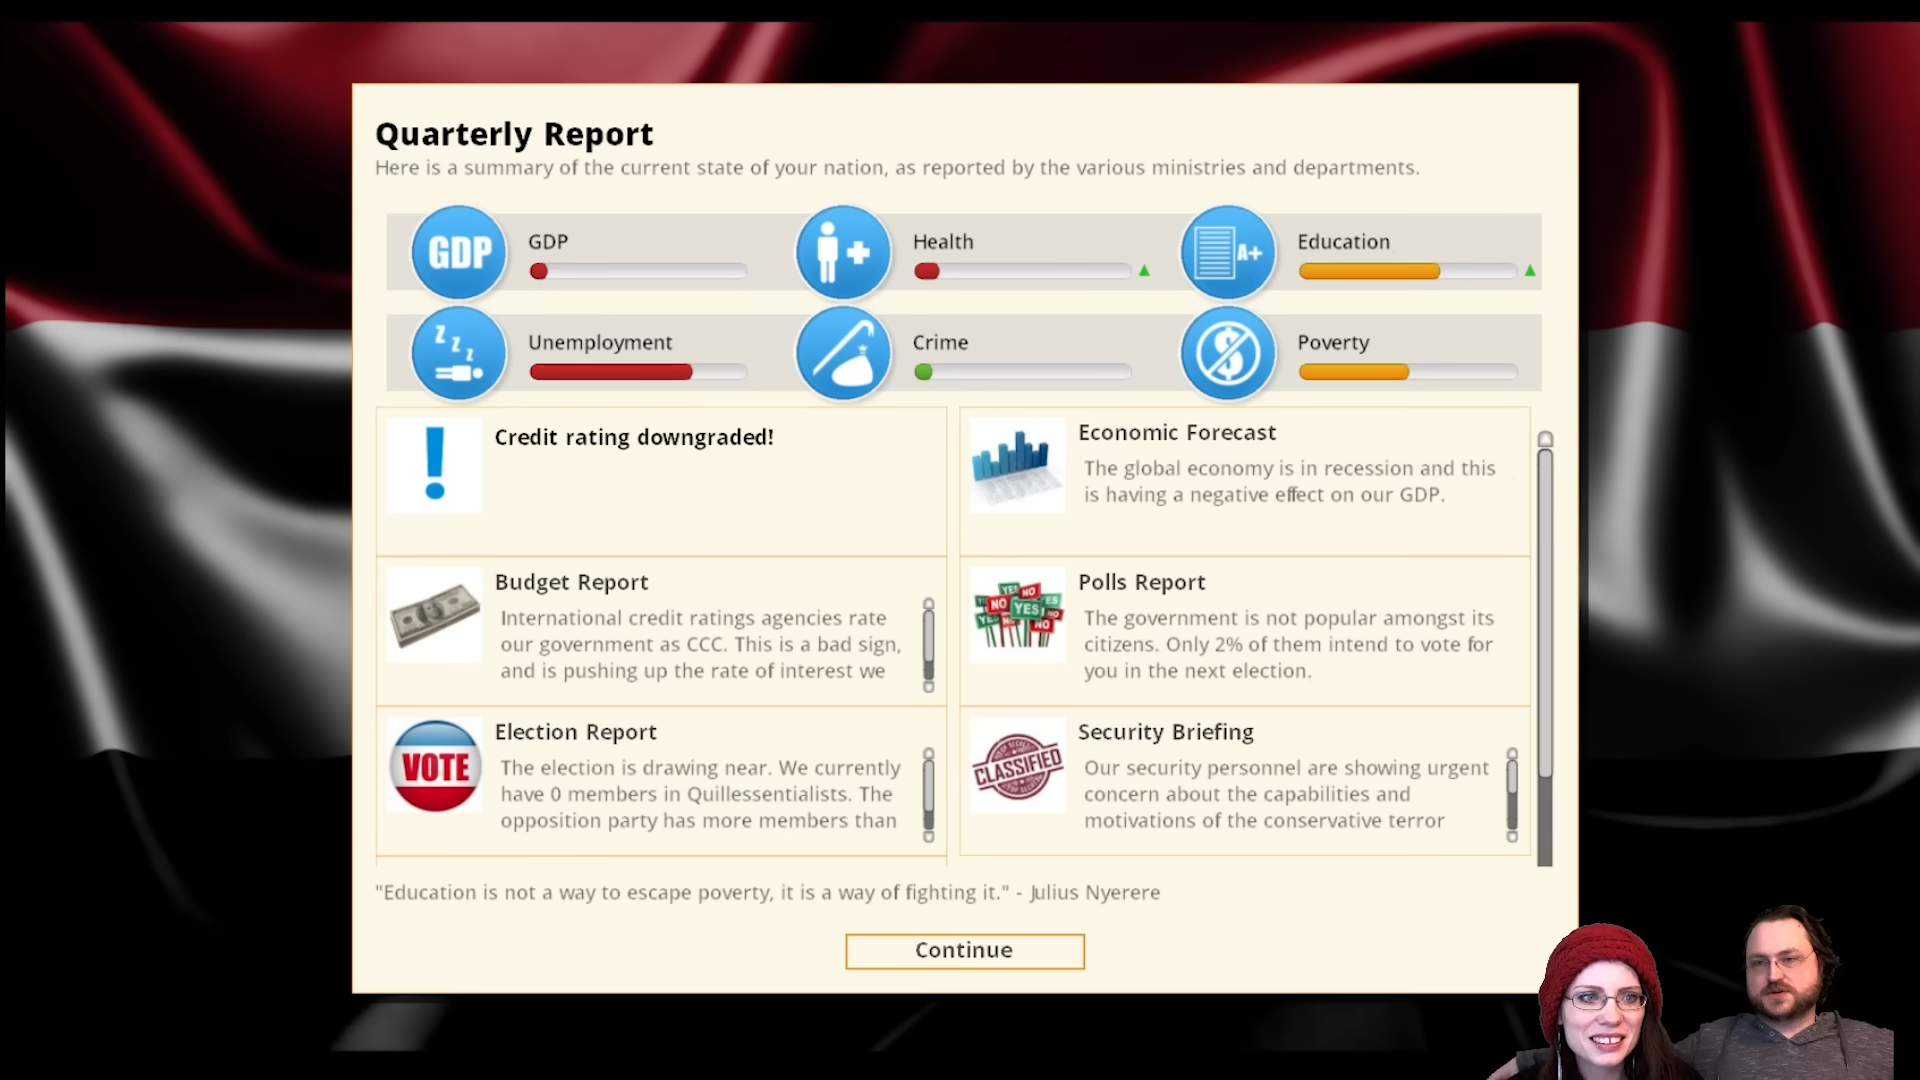 Quarterly Report
Here is a summary of the current state of your nation, as reported by the various ministries and departments.
GDP
GDP
Health
A+
Education
Z
Z
Z
Unemployment
Crime
$
Poverty
!
Credit rating downgraded!
Economic Forecast
The global economy is in recession and this
is having a negative effect on our GDP.
Budget Report
International credit ratings agencies rate
our government as CCC. This is a bad sign,
and is pushing up the rate of interest we
YES
NO
YES
NO
YES
NO
Polls Report
The government is not popular amongst its
citizens. Only 2% of them intend to vote for
you in the next election.
VOTE
Election Report
The election is drawing near. We currently
have 0 members in Quillessentialists. The
opposition party has more members than
CLASSIFIED
Security Briefing
Our security personnel are showing urgent
concern about the capabilities and
motivations of the conservative terror
"Education is not a way to escape poverty, it is a way of fighting it." - Julius Nyerere
Continue